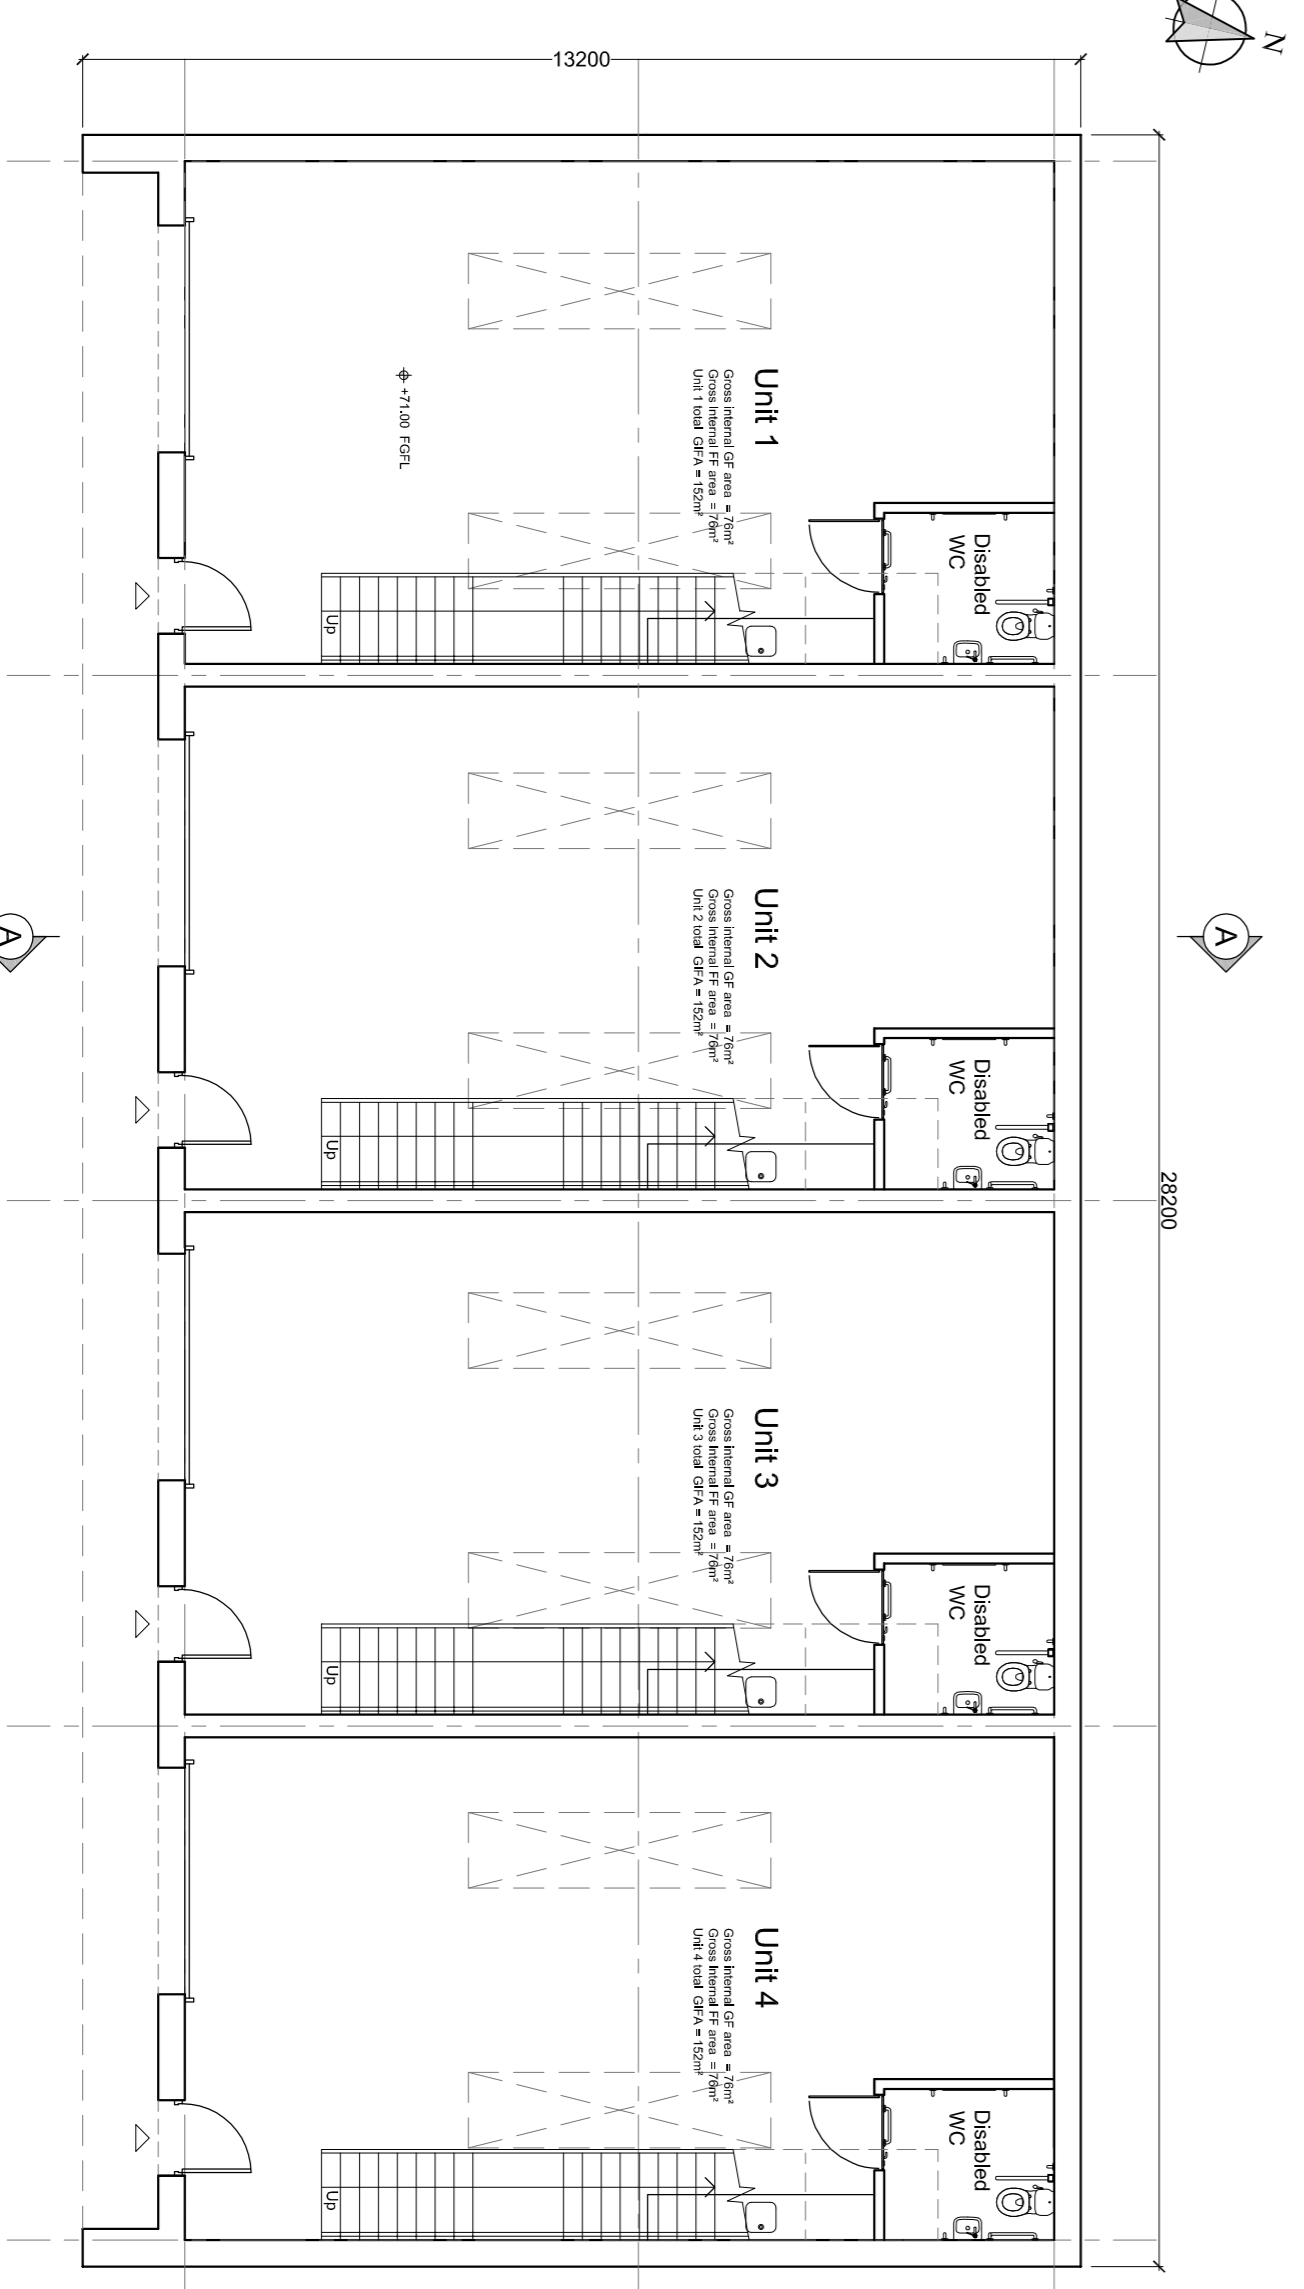 N
13200
28200
Unit 1
Gross internal GF area = 76m²
Gross internal FF area = 76m²
Unit 1 total GIFA = 152m²
+71.00 FGFL
Disabled
WC
Up
Unit 2
Gross internal GF area = 76m²
Gross internal FF area = 76m²
Unit 2 total GIFA = 152m²
Disabled
WC
Up
A
A
Unit 3
Gross internal GF area = 76m²
Gross internal FF area = 76m²
Unit 3 total GIFA = 152m²
Disabled
WC
Up
Unit 4
Gross internal GF area = 76m²
Gross internal FF area = 76m²
Unit 4 total GIFA = 152m²
Disabled
WC
Up